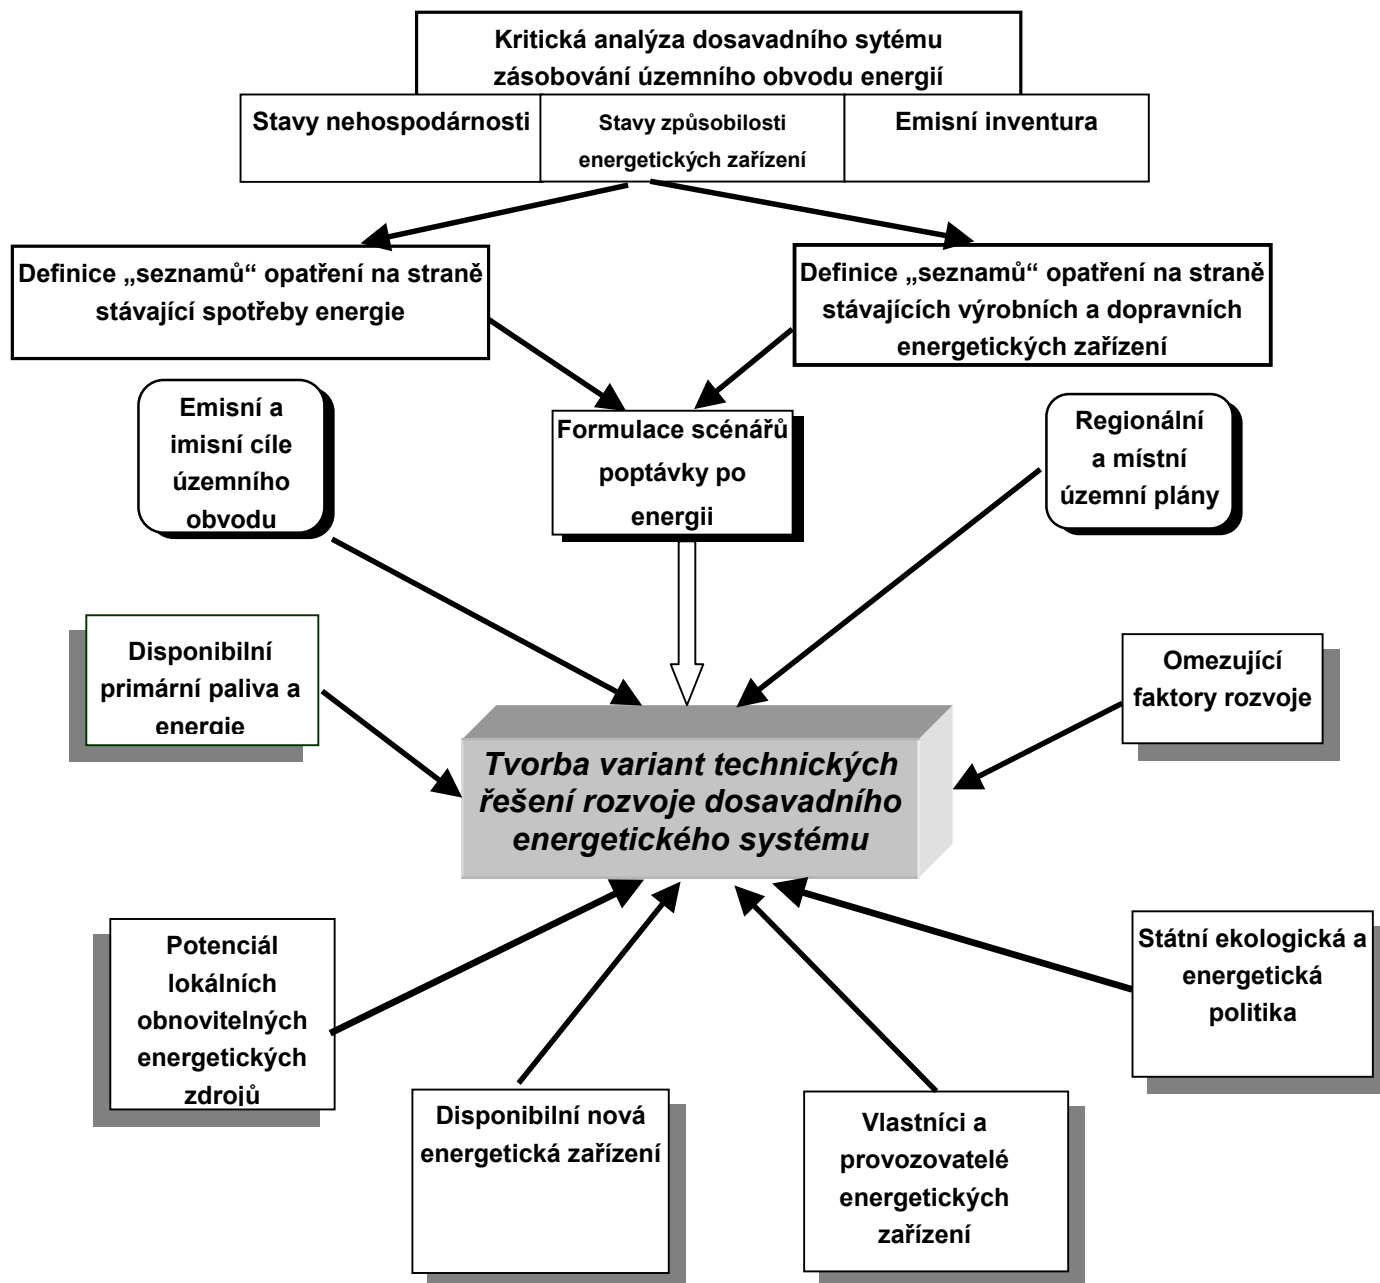 Kritická analýza dosavadního sytému
zásobování územního obvodu energií
Stavy nehospodárnosti
Stavy způsobilosti
energetických zařízení
Emisní inventura
Definice „seznamů“ opatření na straně
stávající spotřeby energie
Definice „seznamů“ opatření na straně
stávajících výrobních a dopravních
energetických zařízení
Emisní a
imisní cíle
územního
obvodu
Formulace scénářů
poptávky po
energii
Regionální
a místní
územní plány
Disponibilní
primární paliva a
energie
Omezující
faktory rozvoje
Tvorba variant technických
řešení rozvoje dosavadního
energetického systému
Potenciál
lokálních
obnovitelných
energetických
zdrojů
Státní ekologická a
energetická
politika
Disponibilní nová
energetická zařízení
Vlastníci a
provozovatelé
energetických
zařízení